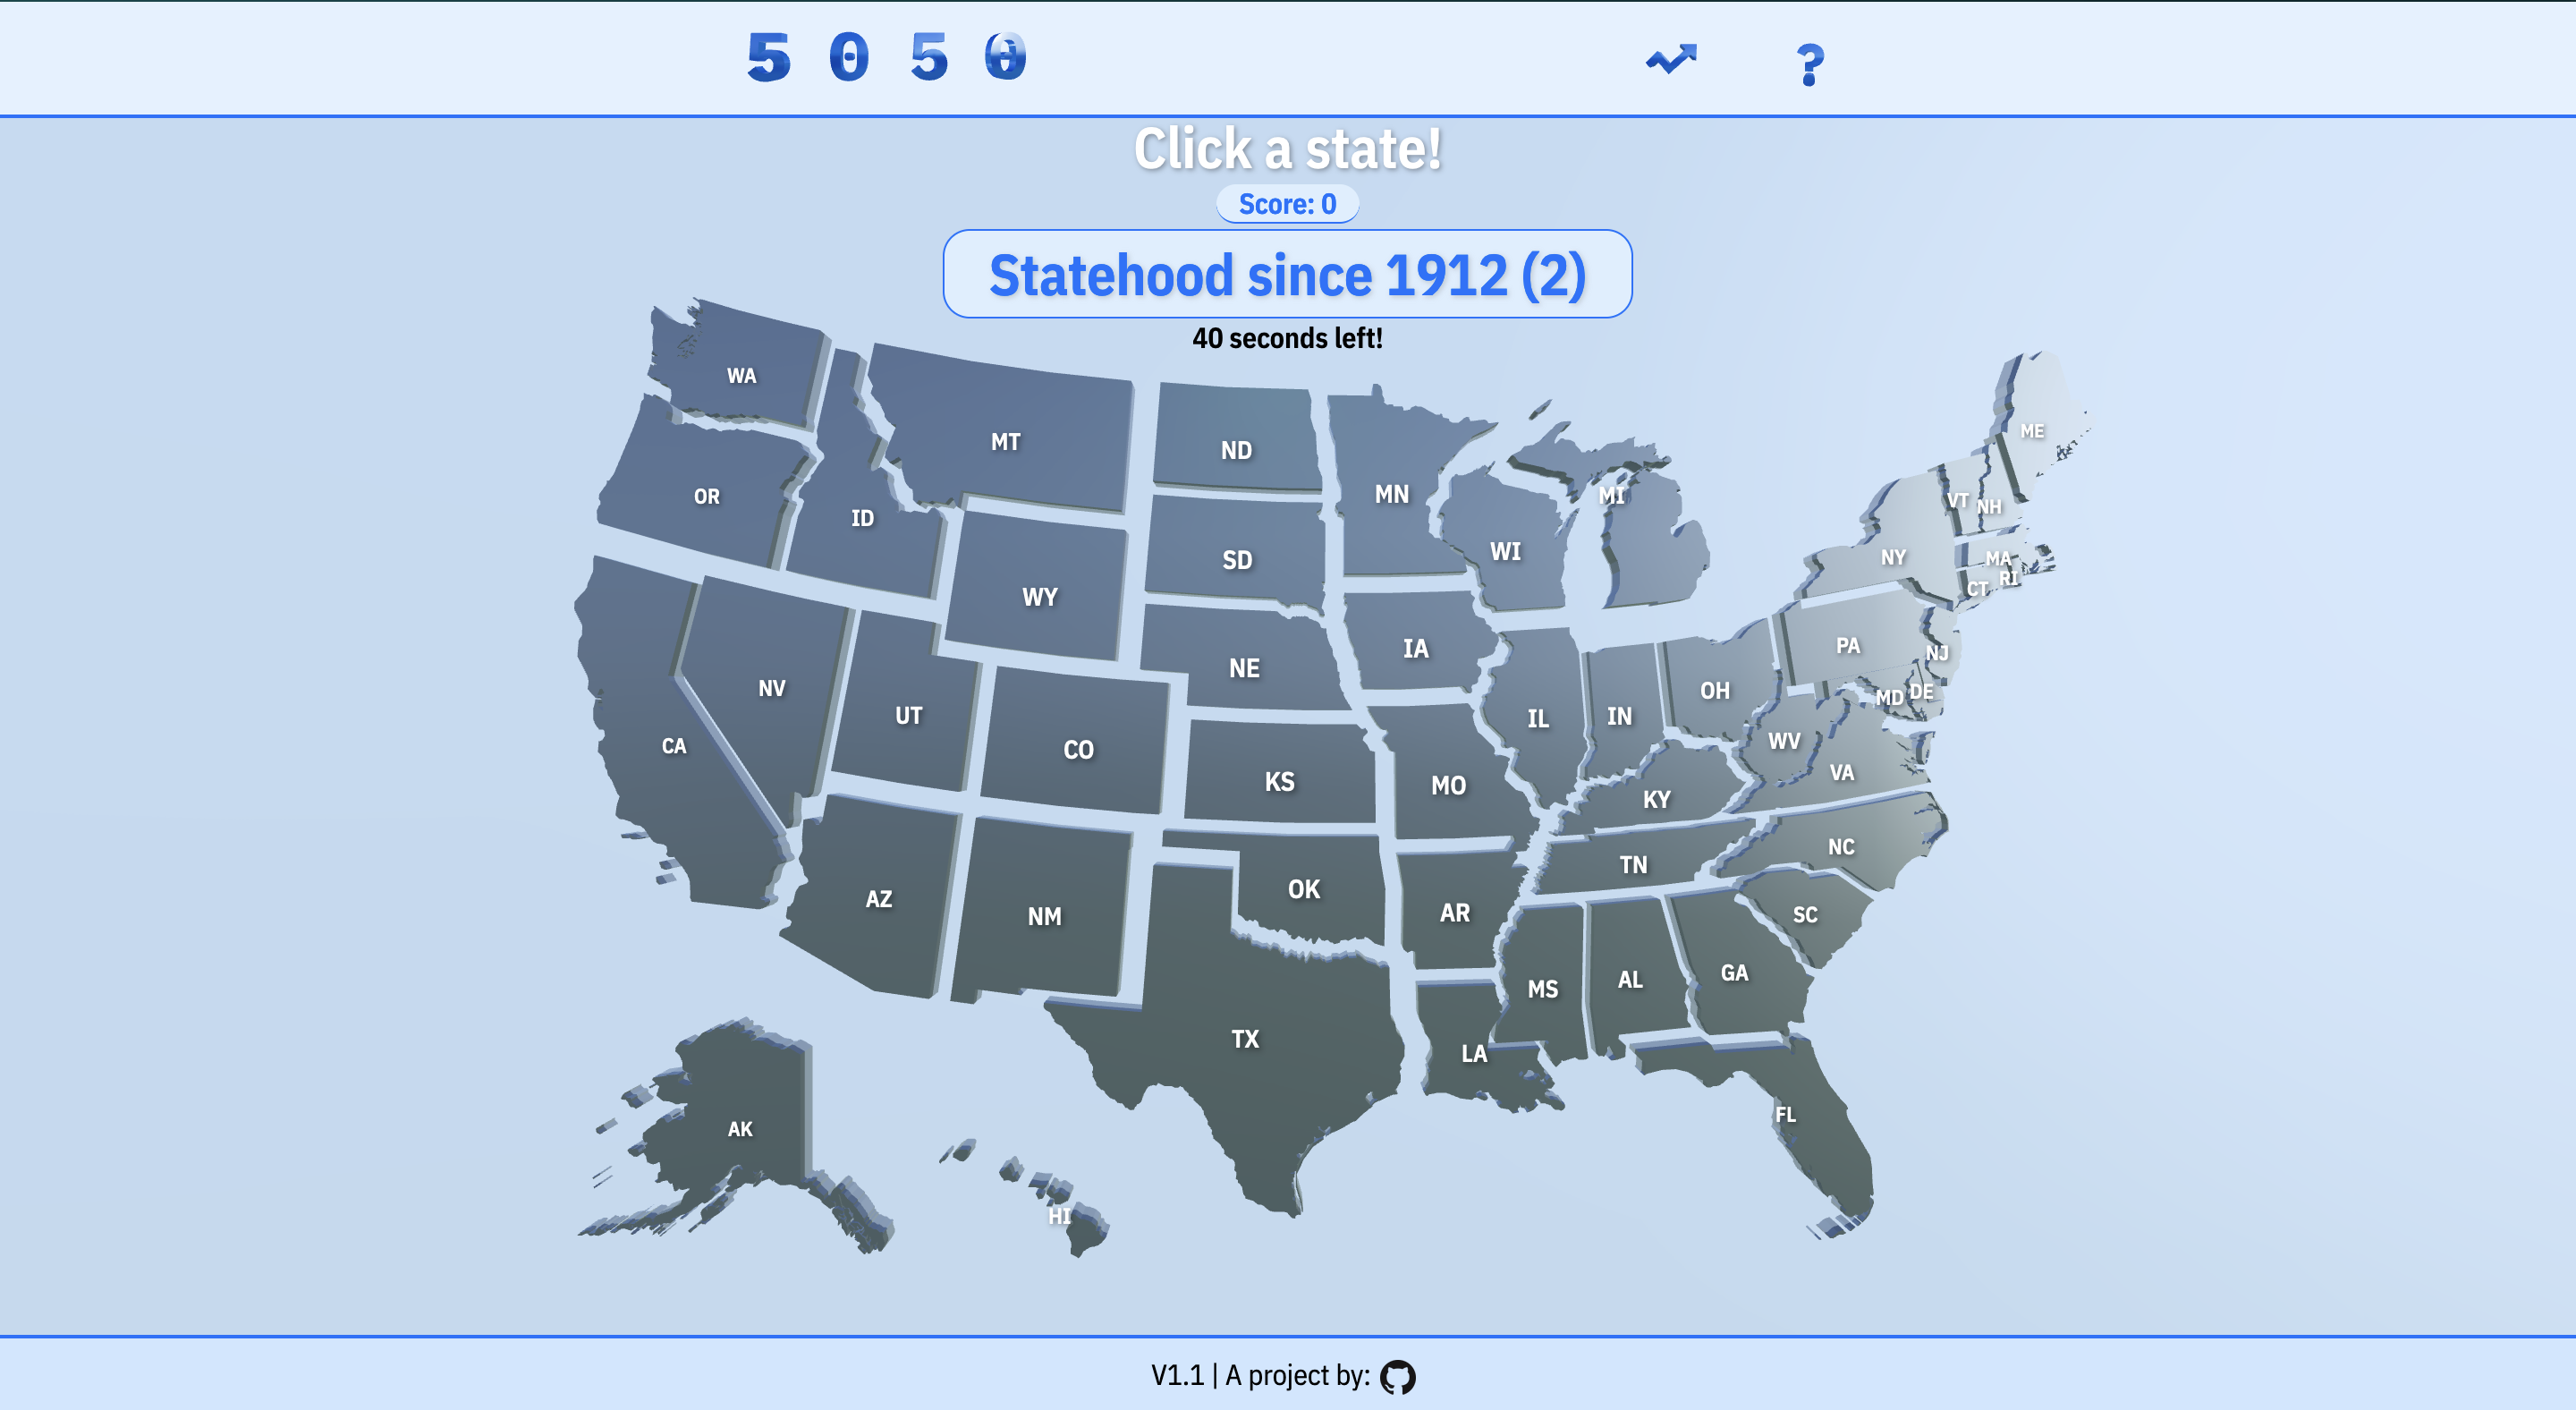 5 0 5 0 ?
Click a state!
Score: 0
Statehood since 1912 (2)
40 seconds left!
WA
MT
ND
MN
MI
ME
OR
ID
SD
WI
VT
NH
WY
NY
MA
RI
CT
IA
NE
PA
NJ
NV
UT
IL
IN
OH
MD
DE
CA
CO
KS
MO
KY
WV
VA
AZ
NM
OK
AR
TN
NC
SC
MS
AL
GA
TX
LA
FL
AK
HI
V1.1 | A project by: